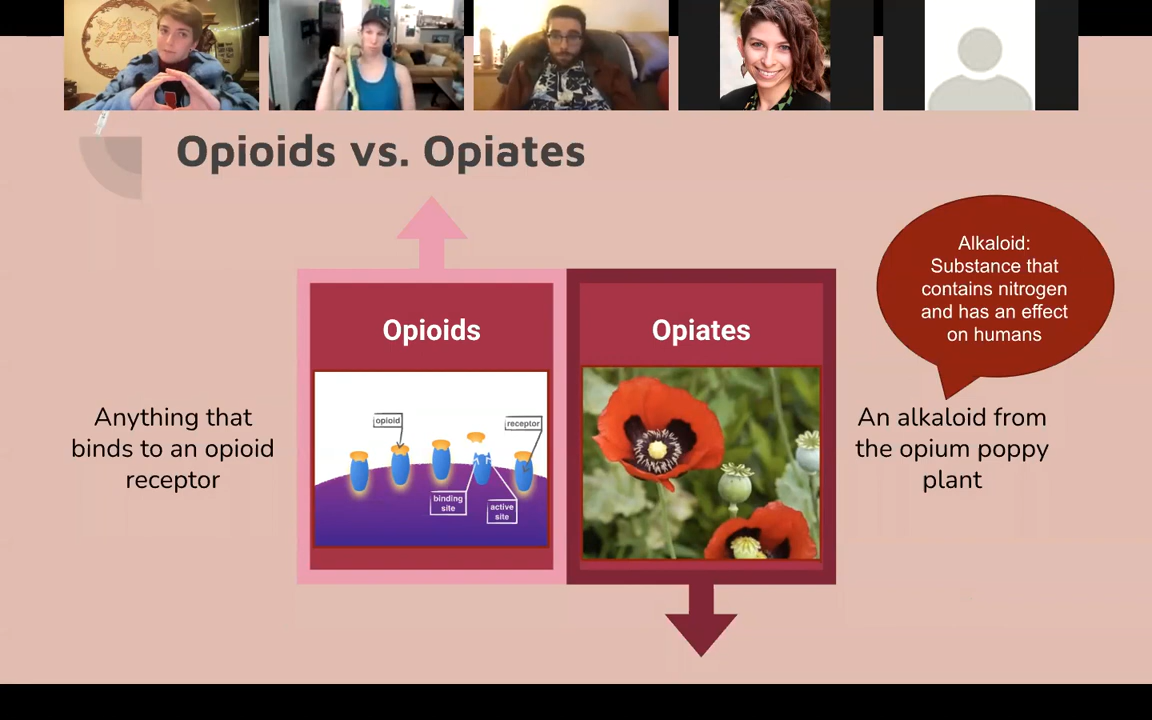 Opioids vs. Opiates
Alkaloid:
Substance that
contains nitrogen
and has an effect
on humans
Opioids
Opiates
Anything that
binds to an opioid
receptor
opioid
receptor
binding
site
active
site
An alkaloid from
the opium poppy
plant